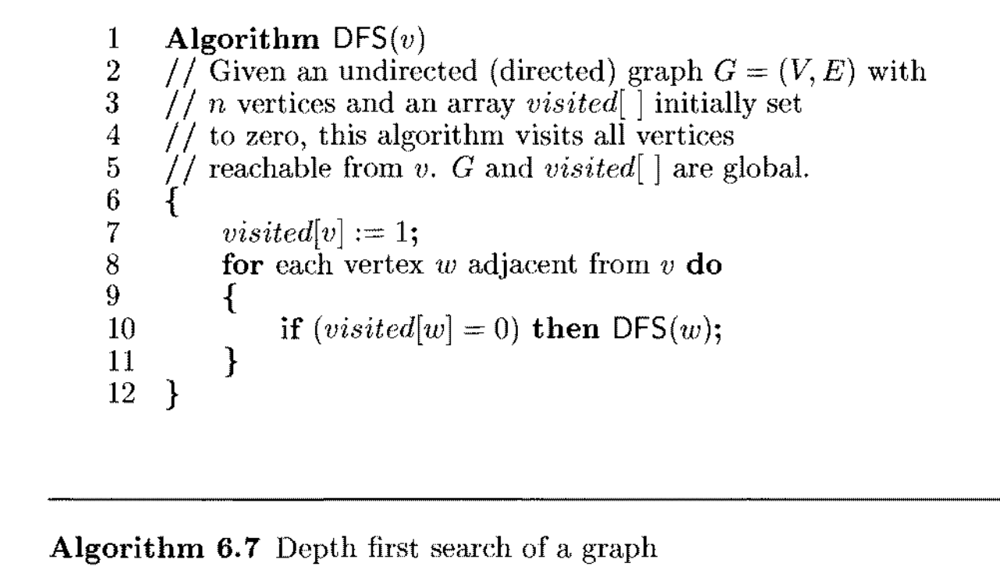 1 Algorithm DFS(v)
2 // Given an undirected (directed) graph G = (V, E) with
3 // n vertices and an array visited[ ] initially set
4 // to zero, this algorithm visits all vertices
5 // reachable from v. G and visited[ ] are global.
6 {
7 visited[v] := 1;
8 for each vertex w adjacent from v do
9 {
10 if (visited[w] = 0) then DFS(w);
11 }
12 }
Algorithm 6.7 Depth first search of a graph